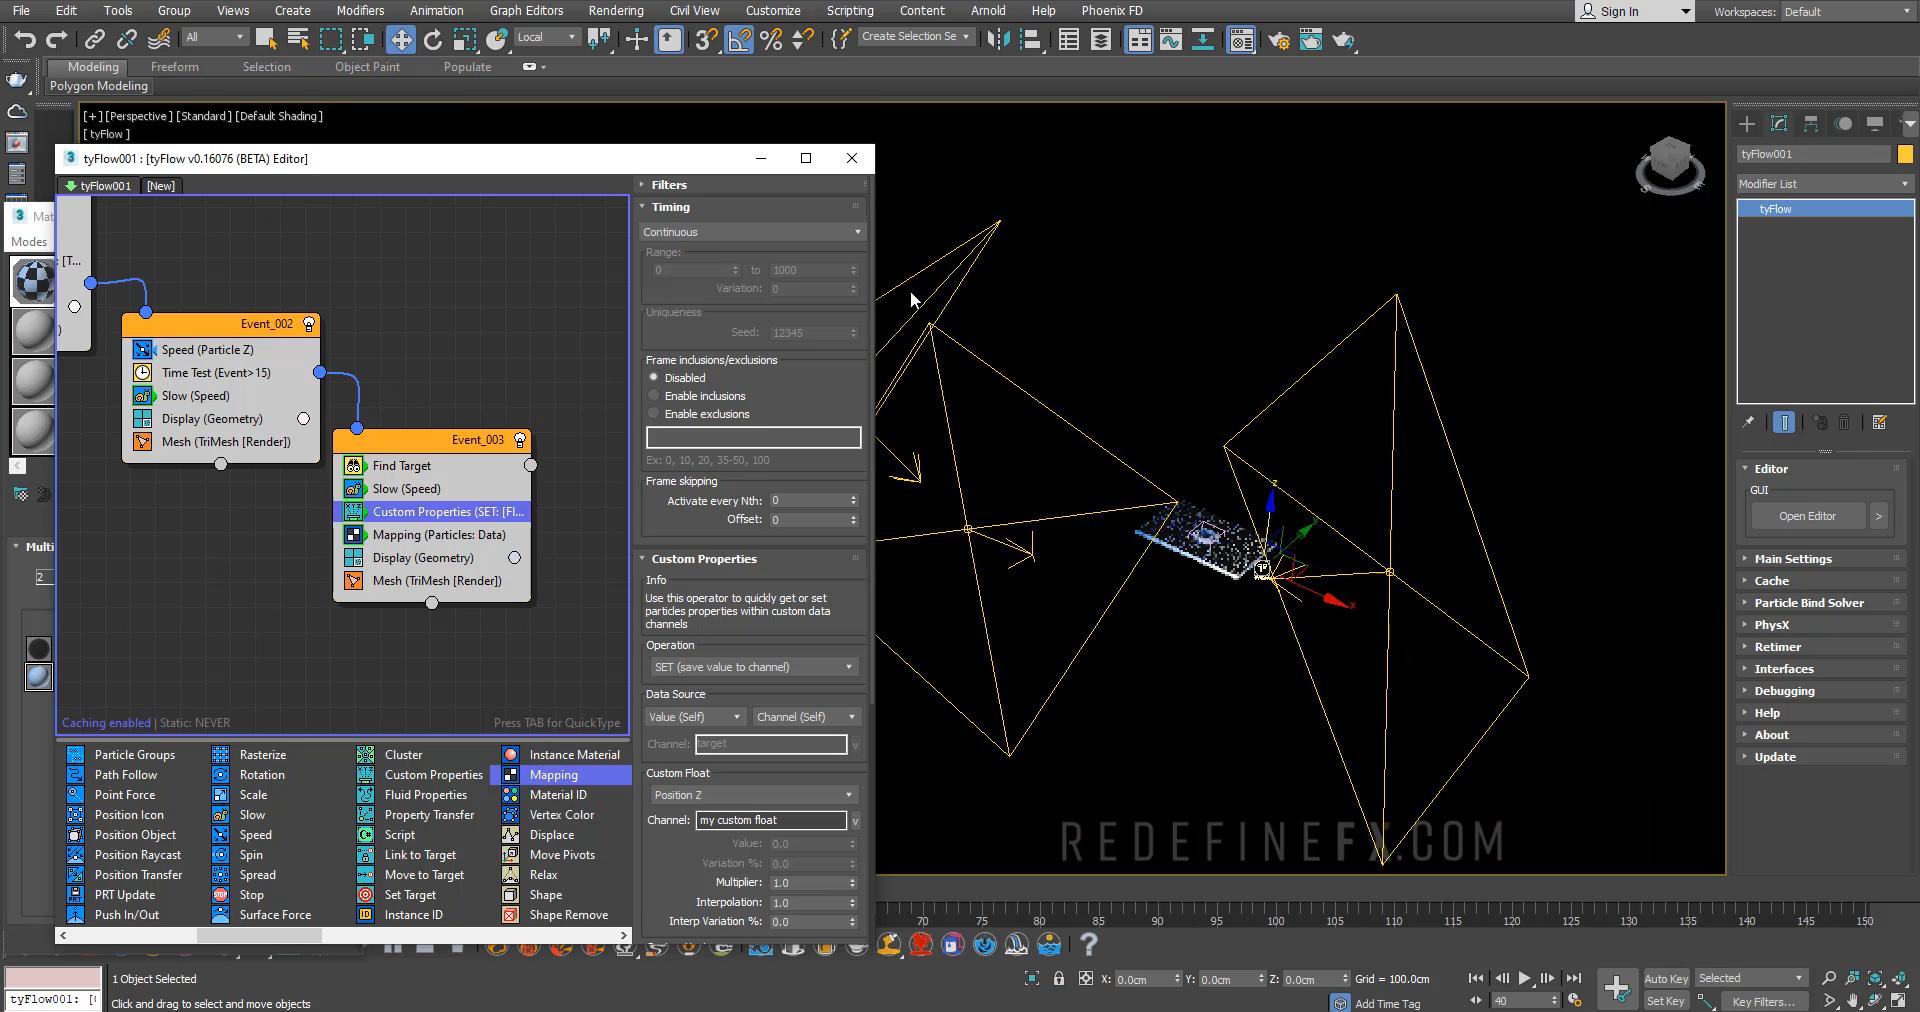 File Edit Tools Group Views Create Modifiers Animation Graph Editors Rendering Civil View Customize Scripting Content Arnold Help Phoenix FD Sign In Workspaces: Default
All Local Create Selection Se
Modeling Freeform Selection Object Paint Populate
Polygon Modeling
[+] [Perspective ] [Standard ] [Default Shading ]
[ tyFlow ]
tyFlow001 : [tyFlow v0.16076 (BETA) Editor]
tyFlow001 [New]
Mat
Modes
: [T...
)
Event_002
Speed (Particle Z)
Time Test (Event>15)
Slow (Speed)
Display (Geometry)
Mesh (TriMesh [Render])
Event_003
Find Target
Slow (Speed)
Custom Properties (SET: [Fl...
Mapping (Particles: Data)
Display (Geometry)
Mesh (TriMesh [Render])
Caching enabled | Static: NEVER
Press TAB for QuickType
Multi
2
Filters
Timing
Continuous
Range:
0 to 1000
Variation: 0
Uniqueness
Seed: 12345
Frame inclusions/exclusions
Disabled
Enable inclusions
Enable exclusions
Ex: 0, 10, 20, 35-50, 100
Frame skipping
Activate every Nth: 0
Offset: 0
Custom Properties
Info
Use this operator to quickly get or set
particles properties within custom data
channels
Operation
SET (save value to channel)
Data Source
Value (Self) Channel (Self)
Channel: target v
Custom Float
Position Z
Channel: my custom float v
Value: 0.0
Variation %: 0.0
Multiplier: 1.0
Interpolation: 1.0
Interp Variation %: 0.0
Particle Groups Rasterize Cluster Instance Material
Path Follow Rotation Custom Properties Mapping
Point Force Scale Fluid Properties Material ID
Position Icon Slow Property Transfer Vertex Color
Position Object Speed Script Displace
Position Raycast Spin Link to Target Move Pivots
Position Transfer Spread Move to Target Relax
PRT Update Stop Set Target Shape
Push In/Out Surface Force Instance ID Shape Remove
z
x
REDEFINEFX.COM
tyFlow001
Modifier List
tyFlow
Editor
GUI
Open Editor >
Main Settings
Cache
Particle Bind Solver
PhysX
Retimer
Interfaces
Debugging
Help
About
Update
70 75 80 85 90 95 100 105 110 115 120 125 130 135 140 145 150
1 Object Selected
X: 0.0cm Y: 0.0cm Z: 0.0cm Grid = 100.0cm
Auto Key Selected
tyFlow001: [(
Click and drag to select and move objects
Add Time Tag
40
Set Key Key Filters...